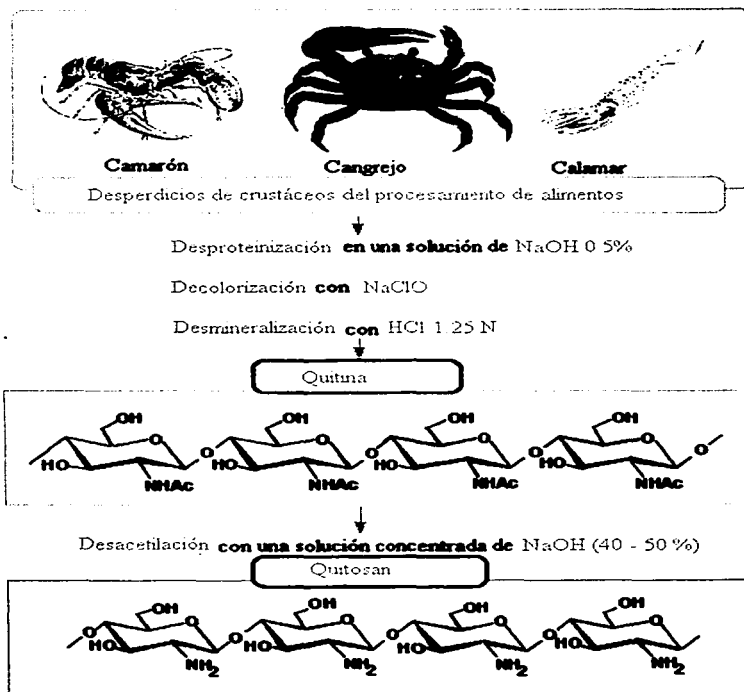 Camarón Cangrejo Calamar
Desperdicios de crustáceos del procesamiento de alimentos
Desproteinización en una solución de NaOH 0 5%
Decolorización con NaClO
Desmineralización con HCl 1.25 N
Quitina
OH OH OH OH
O O O O O
HO O HO O HO O HO O
NHAc NHAc NHAc NHAc
Desacetilación con una solución concentrada de NaOH (40 - 50 %)
Quitosan
OH OH OH OH
O O O O
O HO O HO O HO O HO O
NH2 NH2 NH2 NH2